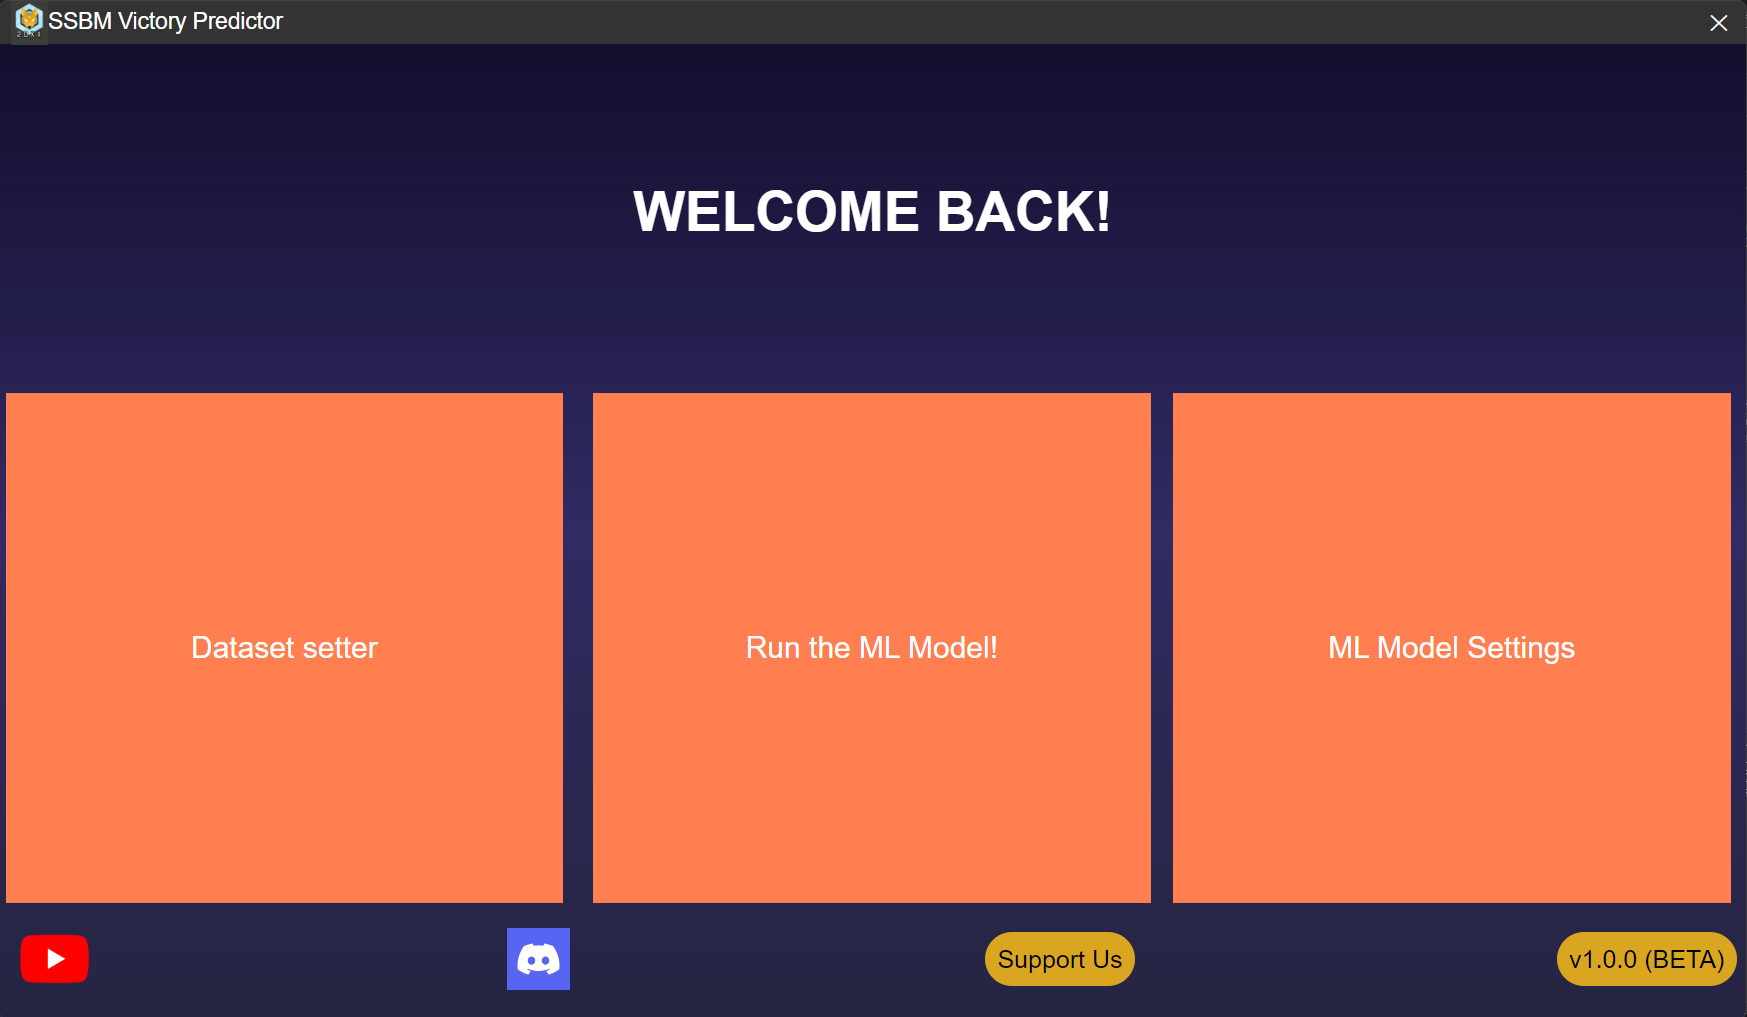 SSBM Victory Predictor
WELCOME BACK!
Dataset setter
Run the ML Model!
ML Model Settings
Support Us
v1.0.0 (BETA)